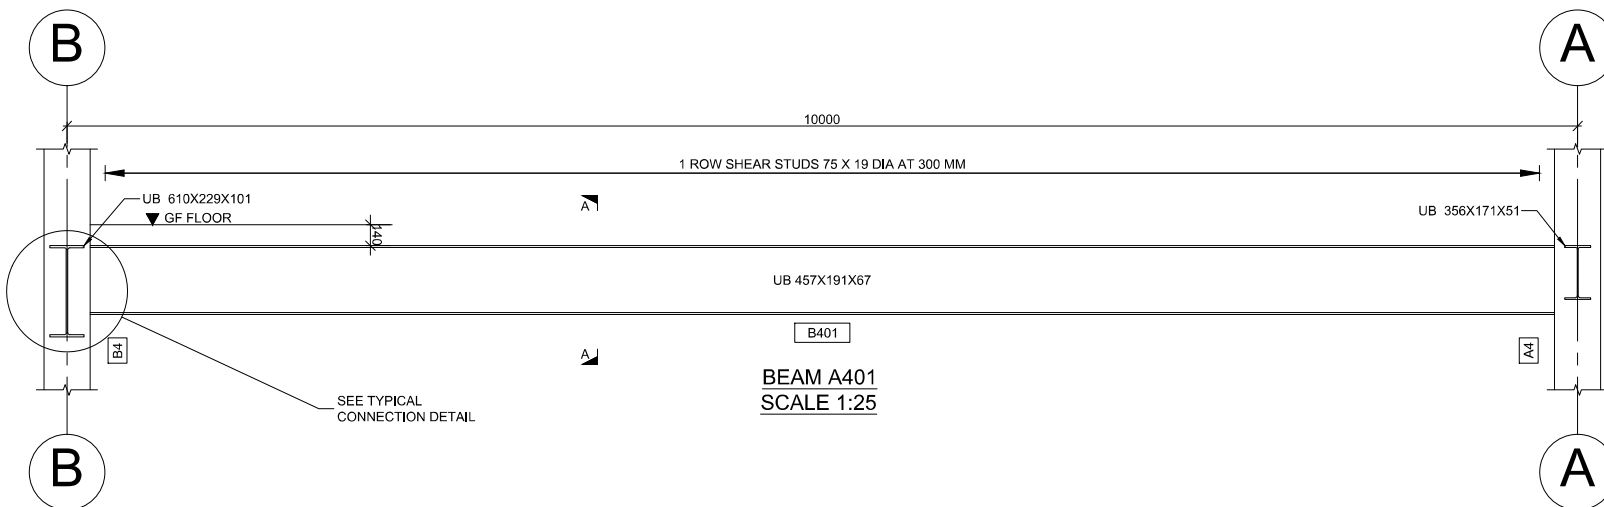 B
A
10000
1 ROW SHEAR STUDS 75 X 19 DIA AT 300 MM
UB 610X229X101
GF FLOOR
A
UB 356X171X51
140
UB 457X191X67
B401
B4
A
A4
BEAM A401
SCALE 1:25
SEE TYPICAL
CONNECTION DETAIL
B
A